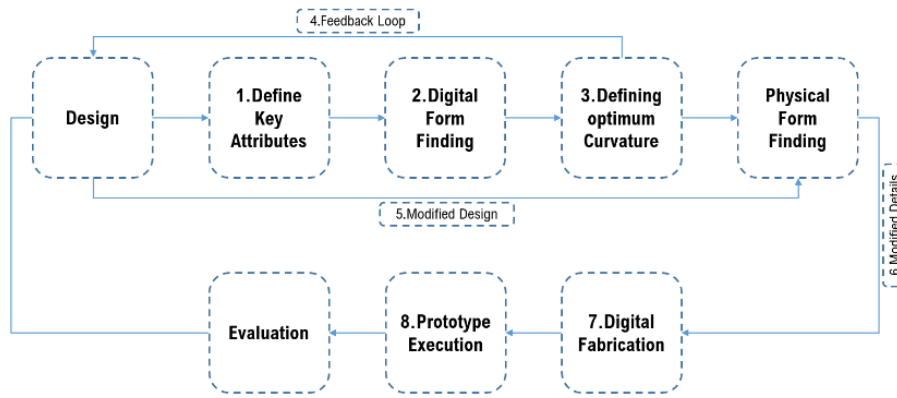 4.Feedback Loop
Design
1.Define
Key
Attributes
2.Digital
Form
Finding
3.Defining
optimum
Curvature
Physical
Form
Finding
5.Modified Design
6.Modified Details
Evaluation
8.Prototype
Execution
7.Digital
Fabrication